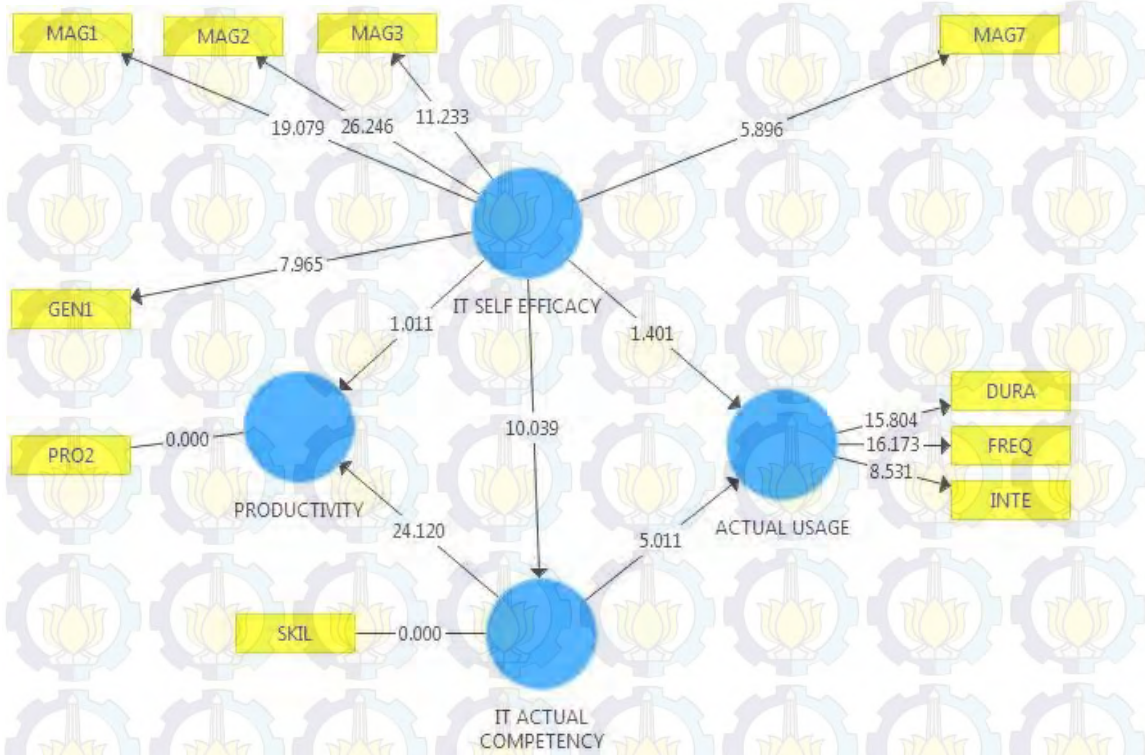 MAG1
MAG2
MAG3
MAG7
19.079
26.246
11.233
5.896
7.965
GEN1
IT SELF EFFICACY
1.011
1.401
DURA
15.804
10.039
PRO2
0.000
16.173
FREQ
8.531
INTE
PRODUCTIVITY
ACTUAL USAGE
24.120
5.011
SKIL
0.000
IT ACTUAL
COMPETENCY